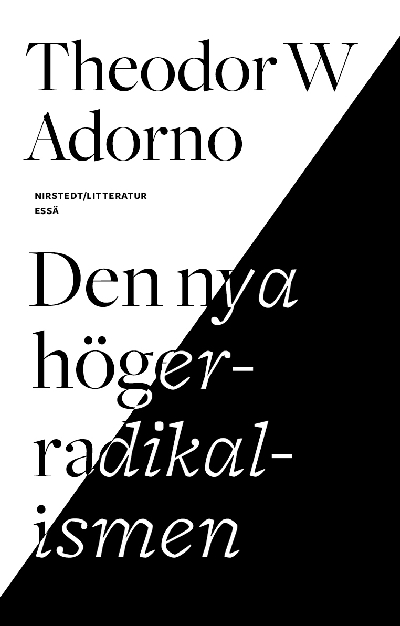 Theodor W
Adorno
NIRSTEDT/LITTERATUR
ESSÄ
Den nya
höger-
radikal-
ismen